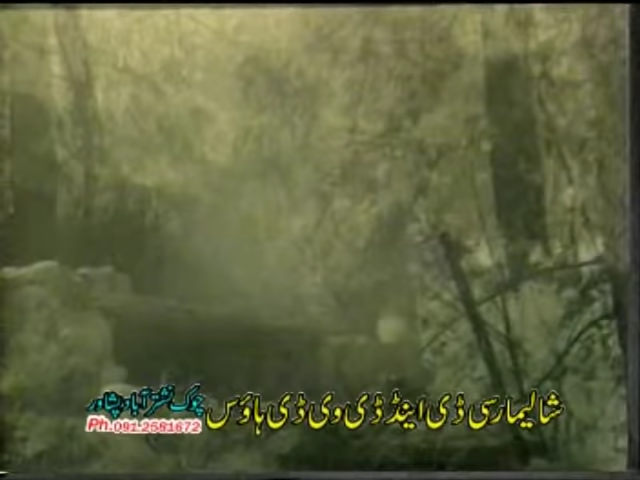 شالیمار سی ڈی اینڈ ڈی وی ڈی ہاؤس
چوک نشتر آباد پشاور
Ph.091.2581672